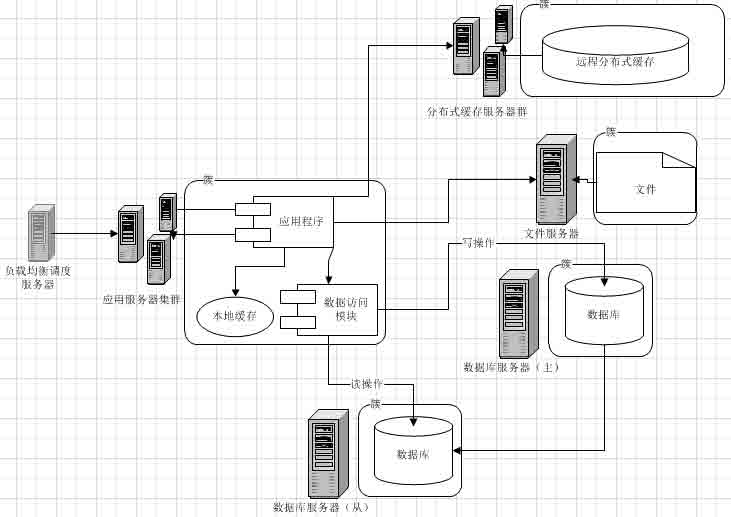 簇
远程分布式缓存
分布式缓存服务器群
簇
文件
文件服务器
簇
应用程序
本地缓存
数据访问
模块
负载均衡调度
服务器
应用服务器集群
写操作
簇
数据库
数据库服务器（主）
读操作
簇
数据库
数据库服务器（从）